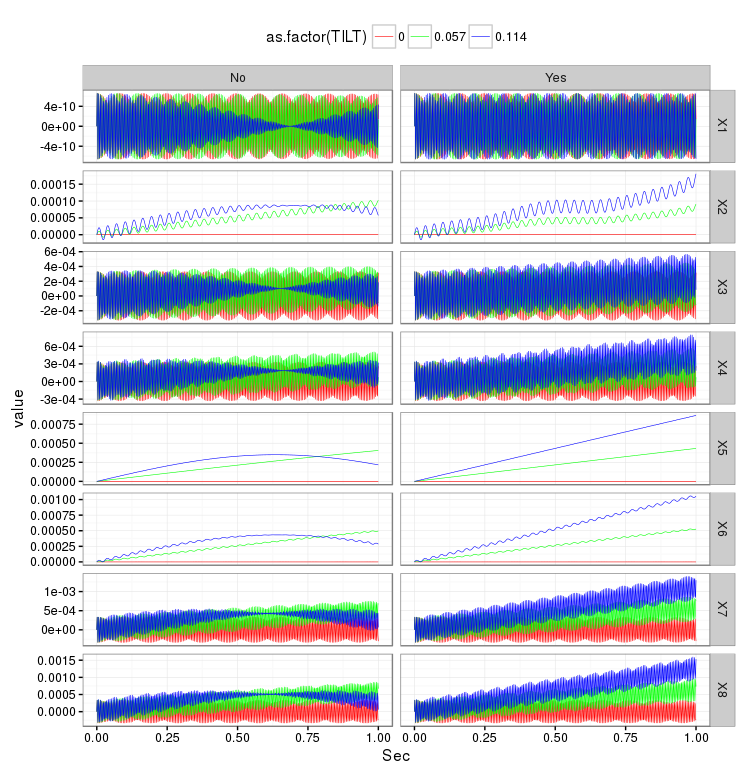 as.factor(TILT) 0 0.057 0.114
No Yes
4e-10
0e+00
-4e-10
X1
0.00015
0.00010
0.00005
0.00000
X2
6e-04
4e-04
2e-04
0e+00
-2e-04
X3
6e-04
3e-04
0e+00
-3e-04
X4
value
0.00075
0.00050
0.00025
0.00000
X5
0.00100
0.00075
0.00050
0.00025
0.00000
X6
1e-03
5e-04
0e+00
X7
0.0015
0.0010
0.0005
0.0000
X8
0.00 0.25 0.50 0.75 1.00 0.00 0.25 0.50 0.75 1.00
Sec